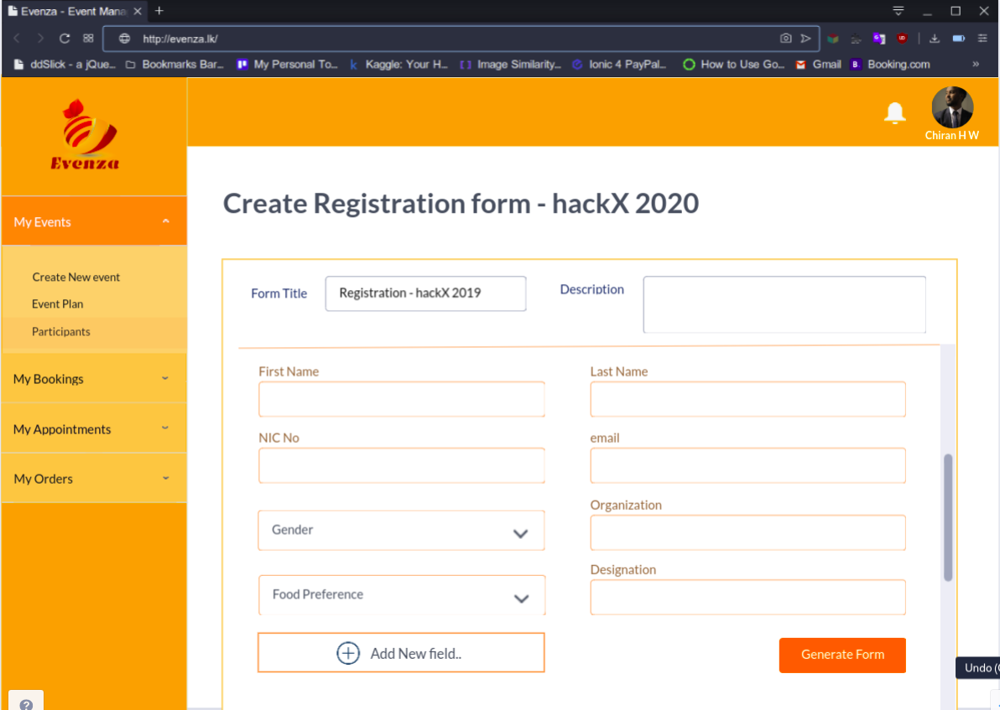 Evenza - Event Mana
http://evenza.lk/
ddSlick - a jQue... Bookmarks Bar... My Personal To... Kaggle: Your H... Image Similarity... Ionic 4 PayPal... How to Use Go... Gmail Booking.com »
Evenza
Chiran H W
My Events
Create New event
Event Plan
Participants
My Bookings
My Appointments
My Orders
Create Registration form - hackX 2020
Form Title Registration - hackX 2019 Description
First Name Last Name
NIC No email
Gender Organization
Food Preference Designation
Add New field..
Generate Form
Undo (
?